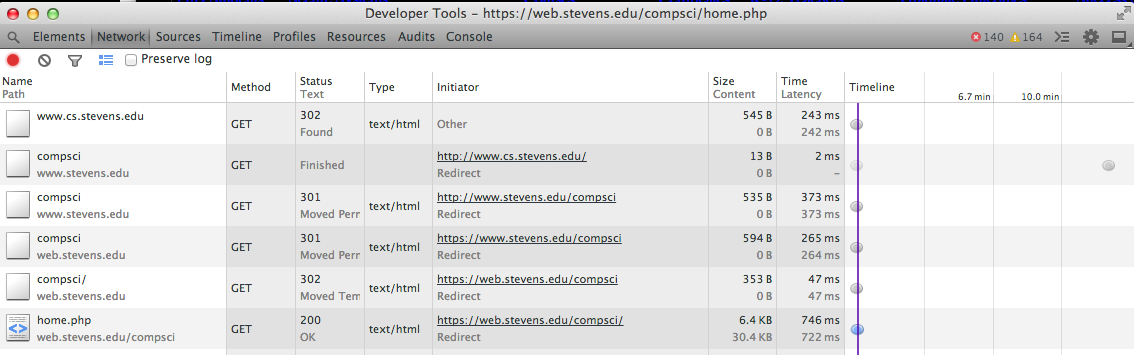 Developer Tools - https://web.stevens.edu/compsci/home.php
Elements Network Sources Timeline Profiles Resources Audits Console 140 164
Preserve log
Name Method Status Type Initiator Size Time Timeline
Path Text Content Latency 6.7 min 10.0 min
www.cs.stevens.edu GET 302 text/html Other 545 B 243 ms
Found 0 B 242 ms
compsci GET Finished http://www.cs.stevens.edu/ 13 B 2 ms
www.stevens.edu Redirect 0 B –
compsci GET 301 text/html http://www.stevens.edu/compsci 535 B 373 ms
www.stevens.edu Moved Perr Redirect 0 B 373 ms
compsci GET 301 text/html https://www.stevens.edu/compsci 594 B 265 ms
web.stevens.edu Moved Perr Redirect 0 B 264 ms
compsci/ GET 302 text/html https://web.stevens.edu/compsci 353 B 47 ms
web.stevens.edu Moved Tem Redirect 0 B 47 ms
home.php GET 200 text/html https://web.stevens.edu/compsci/ 6.4 KB 746 ms
web.stevens.edu/compsci OK Redirect 30.4 KB 722 ms